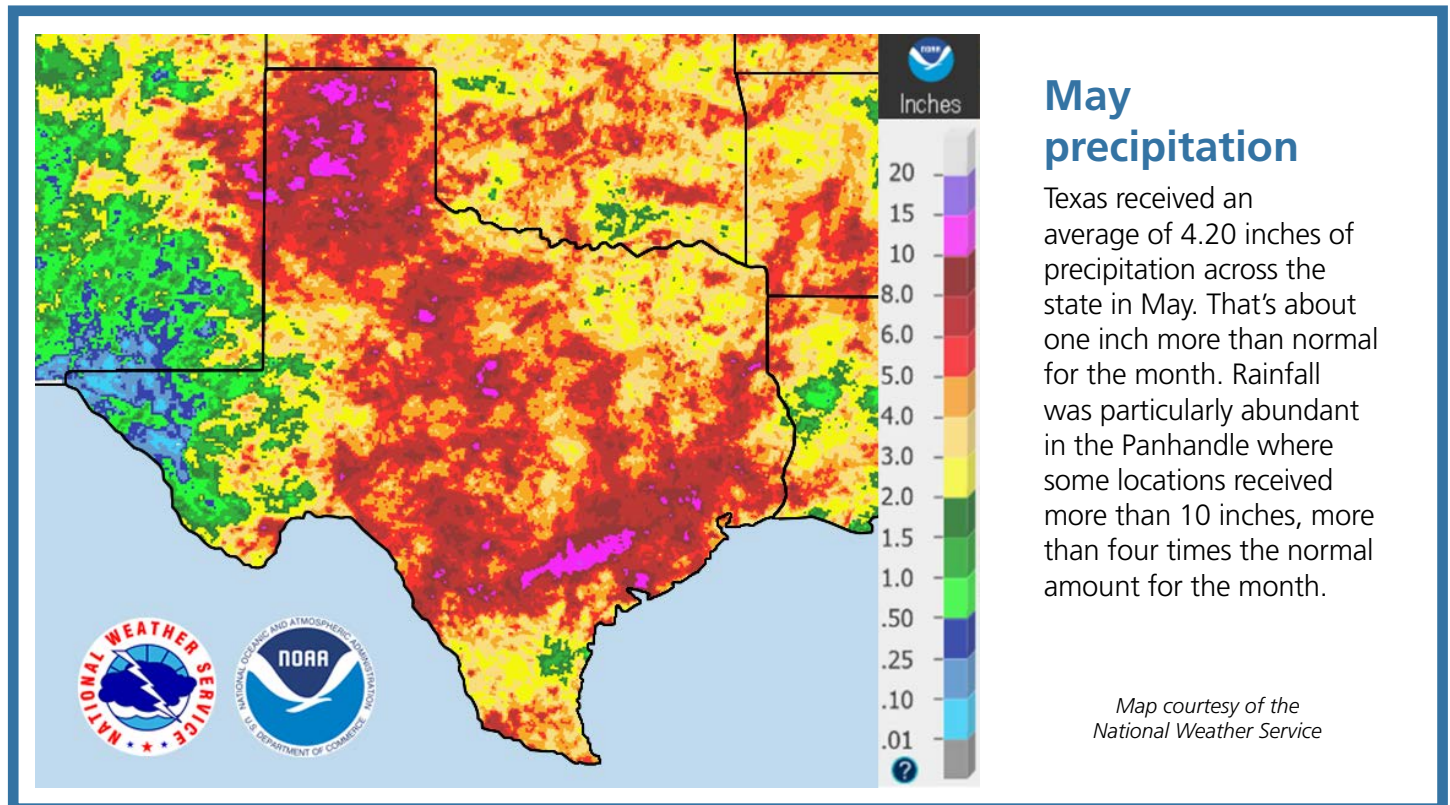 NOAA
Inches
20
15
10
8.0
6.0
5.0
4.0
3.0
2.0
1.5
1.0
.50
.25
.10
.01
?
May
precipitation
Texas received an
average of 4.20 inches of
precipitation across the
state in May. That’s about
one inch more than normal
for the month. Rainfall
was particularly abundant
in the Panhandle where
some locations received
more than 10 inches, more
than four times the normal
amount for the month.
Map courtesy of the
National Weather Service
NATIONAL WEATHER SERVICE
NATIONAL OCEANIC AND ATMOSPHERIC ADMINISTRATION
NOAA
U.S. DEPARTMENT OF COMMERCE